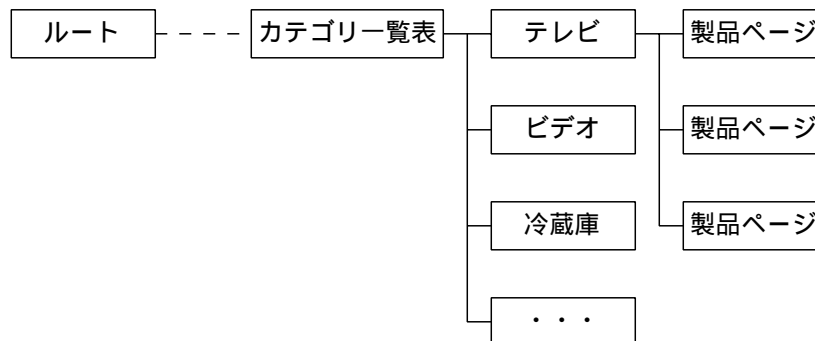 ルート
カテゴリ一覧表
テレビ
製品ページ
ビデオ
製品ページ
冷蔵庫
製品ページ
・・・